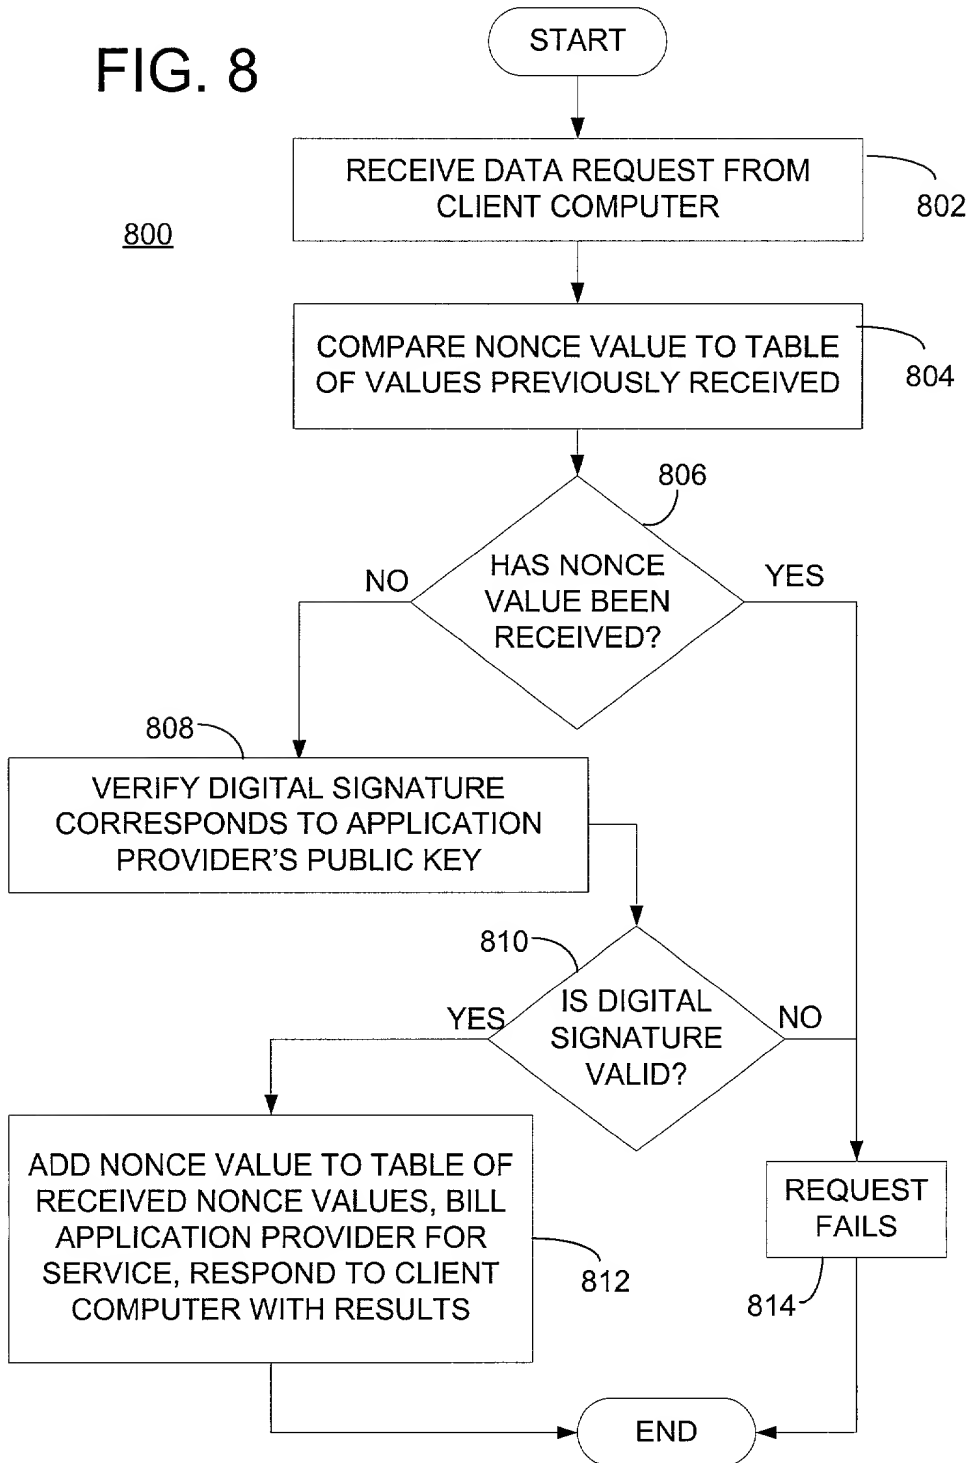 FIG. 8
START
RECEIVE DATA REQUEST FROM
CLIENT COMPUTER
802
800
COMPARE NONCE VALUE TO TABLE
OF VALUES PREVIOUSLY RECEIVED
804
806
HAS NONCE
VALUE BEEN
RECEIVED?
NO
YES
808
VERIFY DIGITAL SIGNATURE
CORRESPONDS TO APPLICATION
PROVIDER'S PUBLIC KEY
810
IS DIGITAL
SIGNATURE
VALID?
YES
NO
ADD NONCE VALUE TO TABLE OF
RECEIVED NONCE VALUES, BILL
APPLICATION PROVIDER FOR
SERVICE, RESPOND TO CLIENT
COMPUTER WITH RESULTS
812
REQUEST
FAILS
814
END